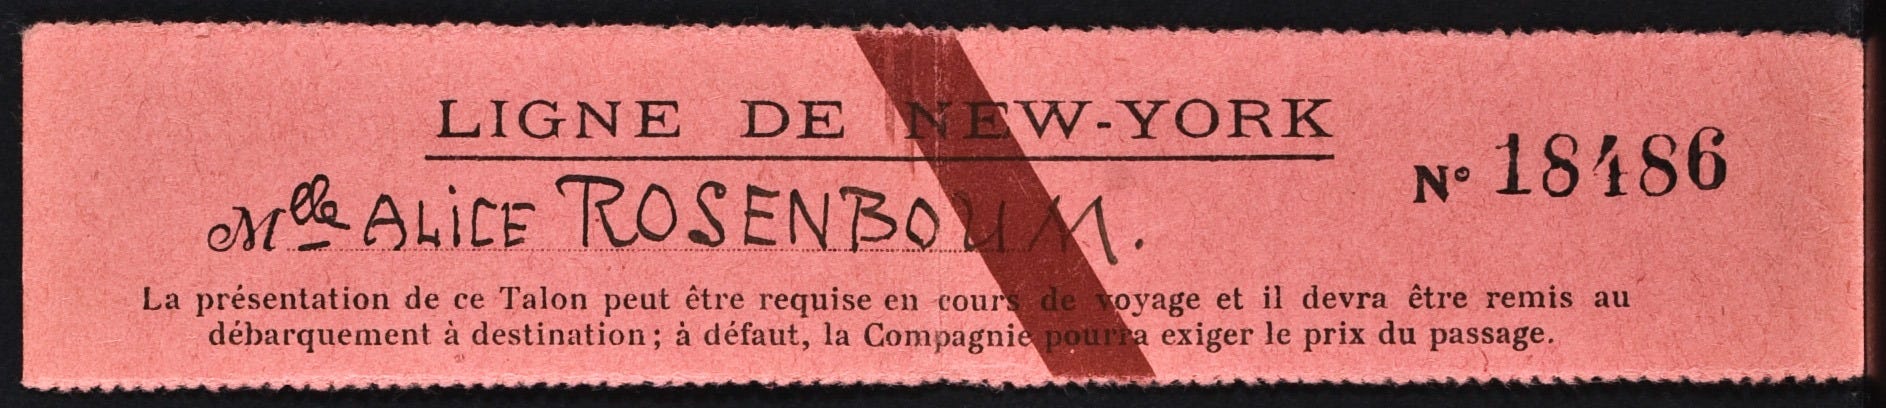 LIGNE DE NEW-YORK
Nº 18486
Mlle ALICE ROSENBOUM.
La présentation de ce Talon peut être requise en cours de voyage et il devra être remis au
débarquement à destination; à défaut, la Compagnie pourra exiger le prix du passage.